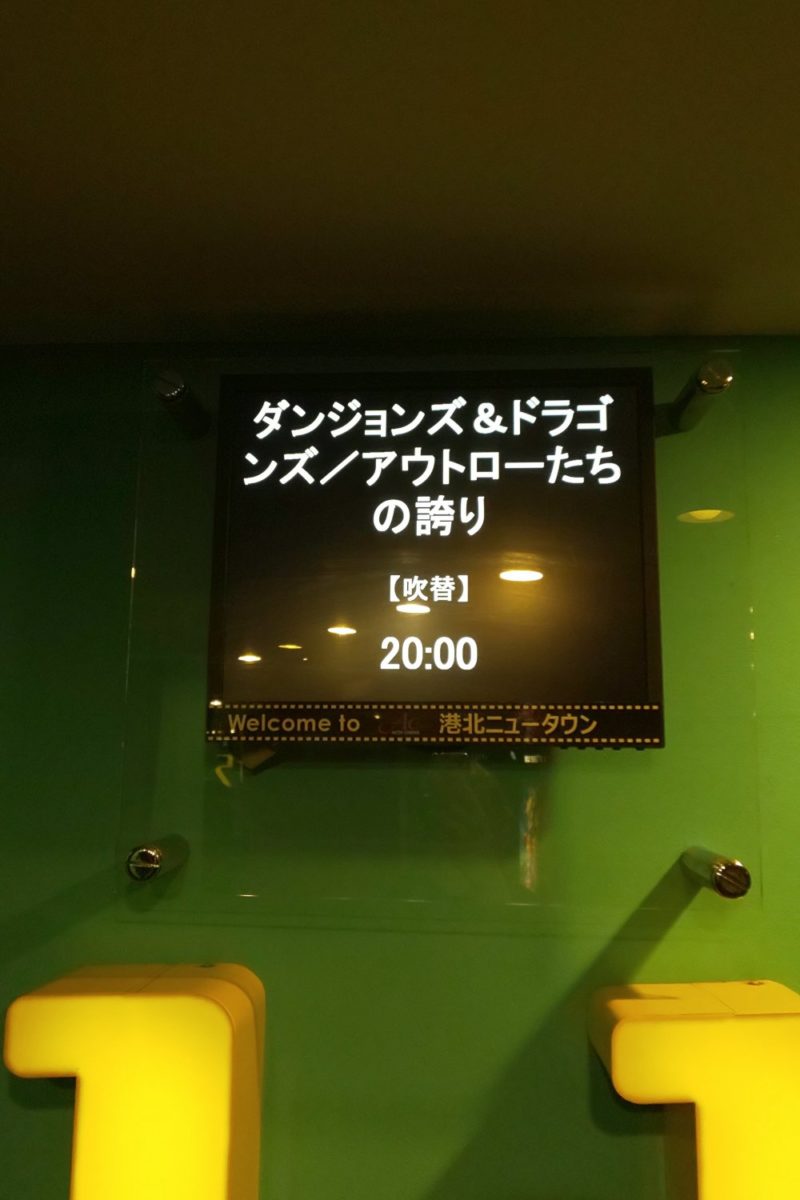 ダンジョンズ&ドラゴ
ンズ/アウトローたち
の誇り
【吹替】
20:00
Welcome to 港北ニュータウン
11